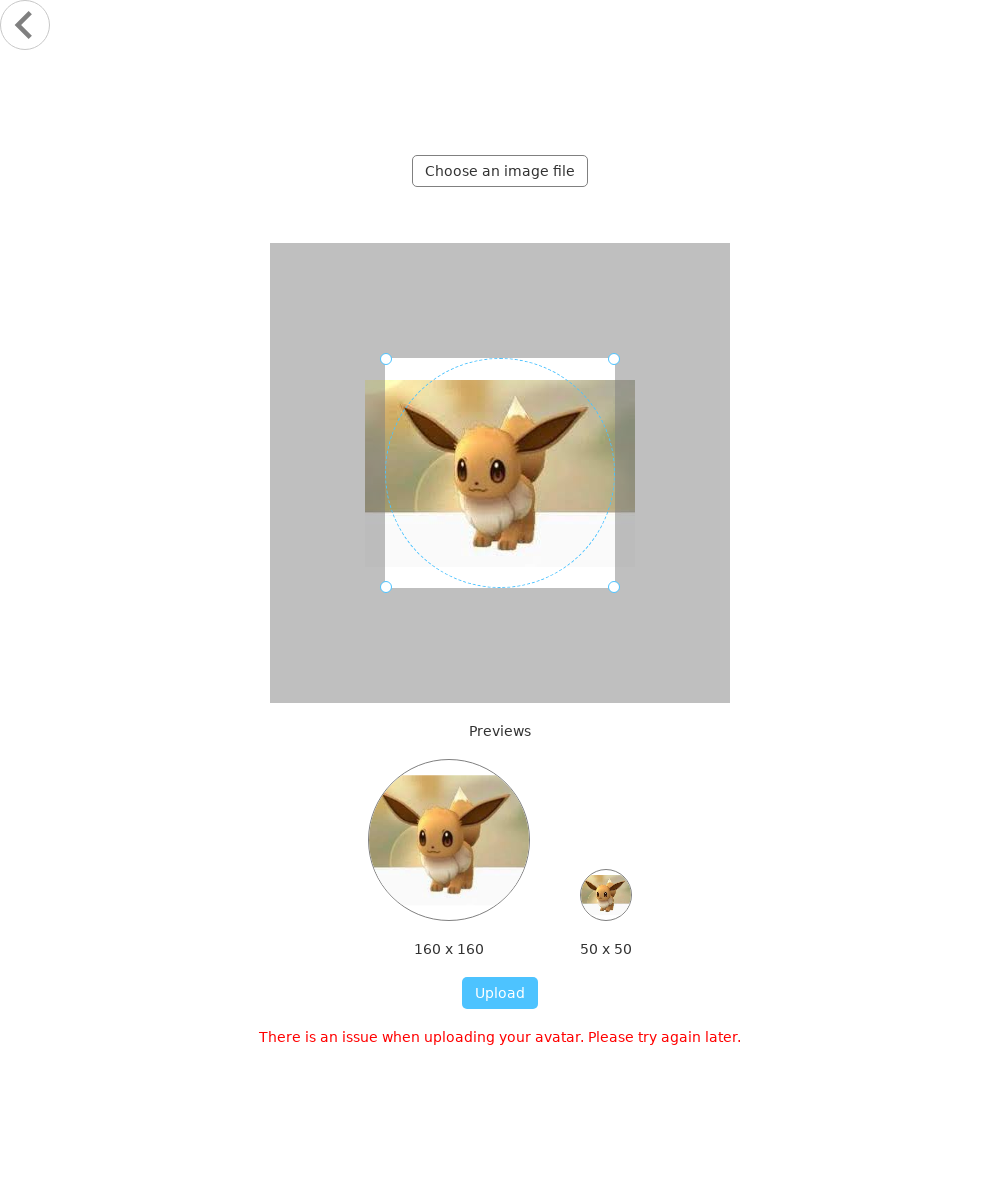 Choose an image file
Previews
160 x 160
50 x 50
Upload
There is an issue when uploading your avatar. Please try again later.